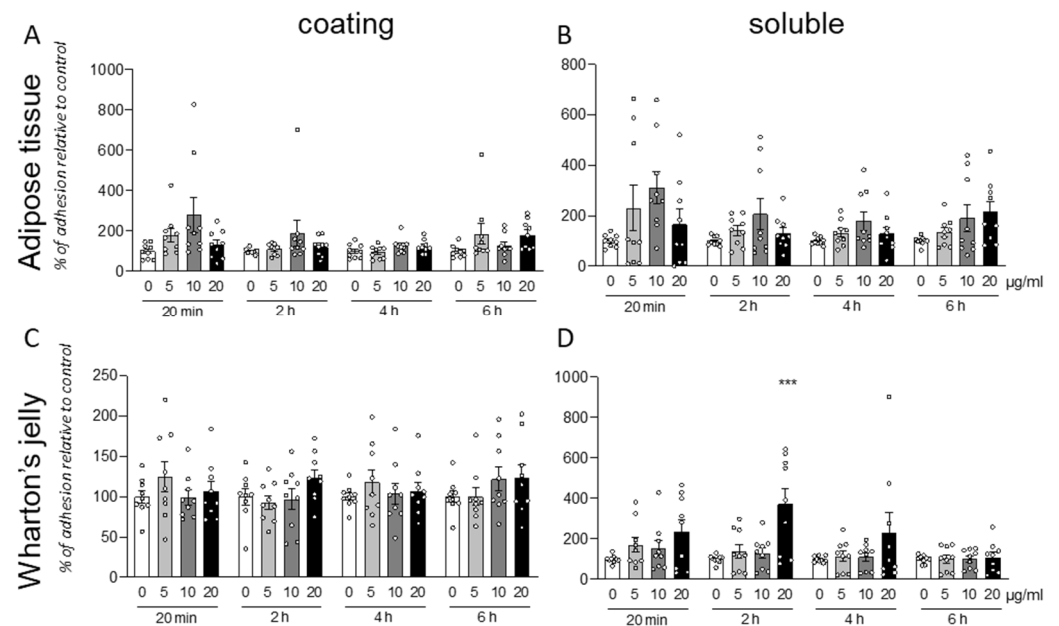 coating
soluble
A
Adipose tissue
% of adhesion relative to control
1000
800
600
400
200
0
0 5 10 20 0 5 10 20 0 5 10 20 0 5 10 20
20 min 2 h 4 h 6 h
B
800
600
400
200
0
0 5 10 20 0 5 10 20 0 5 10 20 0 5 10 20 µg/ml
20 min 2 h 4 h 6 h
C
Wharton's jelly
% of adhesion relative to control
250
200
150
100
50
0
0 5 10 20 0 5 10 20 0 5 10 20 0 5 10 20
20 min 2 h 4 h 6 h
D
1000
800
600
400
200
0
***
0 5 10 20 0 5 10 20 0 5 10 20 0 5 10 20 µg/ml
20 min 2 h 4 h 6 h